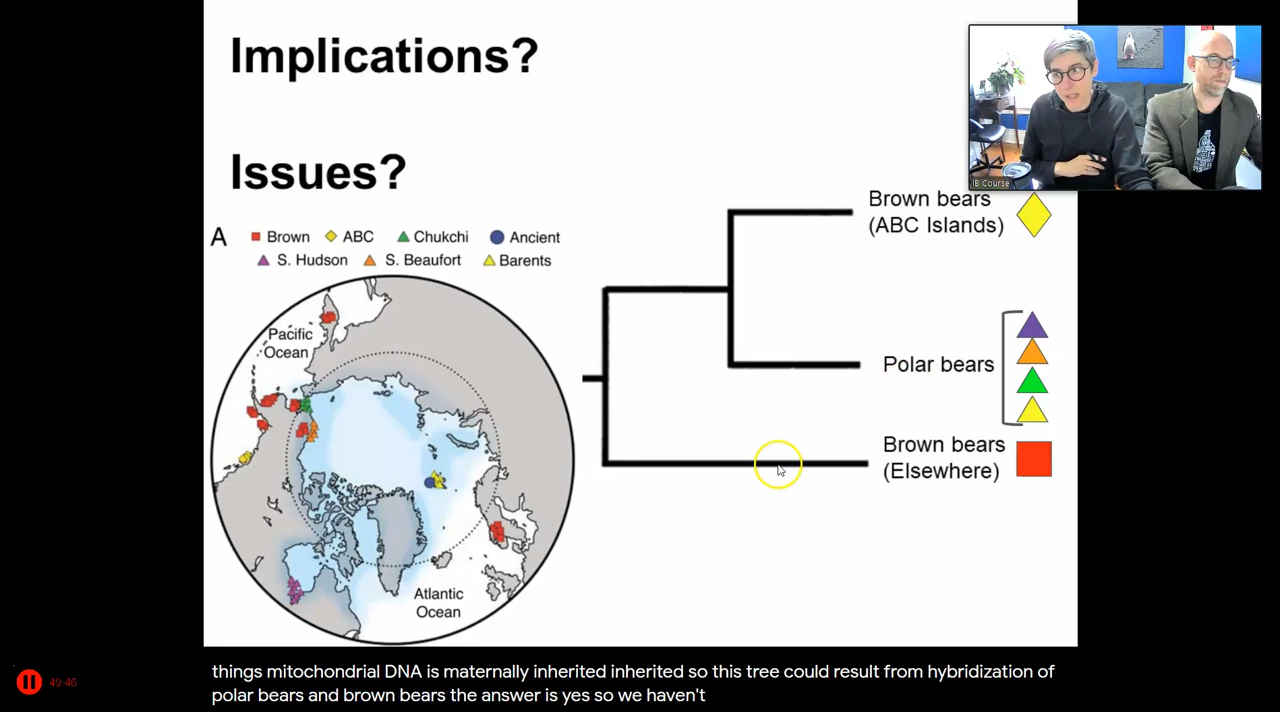 Implications?
Issues?
IB Course
A
Brown ABC Chukchi Ancient
S. Hudson S. Beaufort Barents
Pacific
Ocean
Atlantic
Ocean
Brown bears
(ABC Islands)
Polar bears
Brown bears
(Elsewhere)
49:46
things mitochondrial DNA is maternally inherited inherited so this tree could result from hybridization of
polar bears and brown bears the answer is yes so we haven't